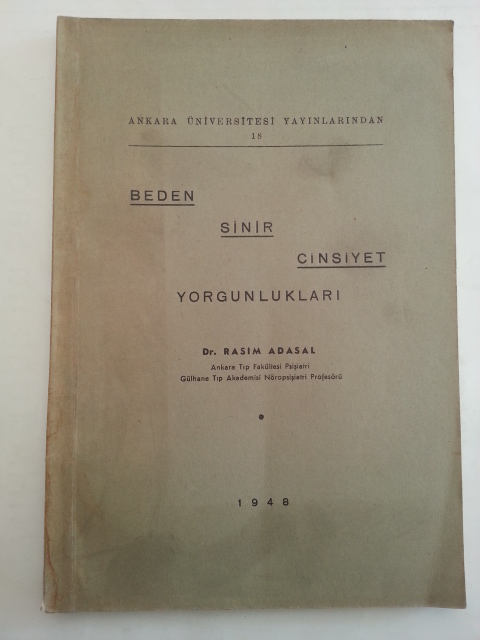 ANKARA ÜNİVERSİTESİ YAYINLARINDAN
18
BEDEN
SİNİR
CİNSİYET
YORGUNLUKLARI
Dr. RASIM ADASAL
Ankara Tıp Fakültesi Psişiatri
Gülhane Tıp Akademisi Nöropsişiatri Profesörü
1948